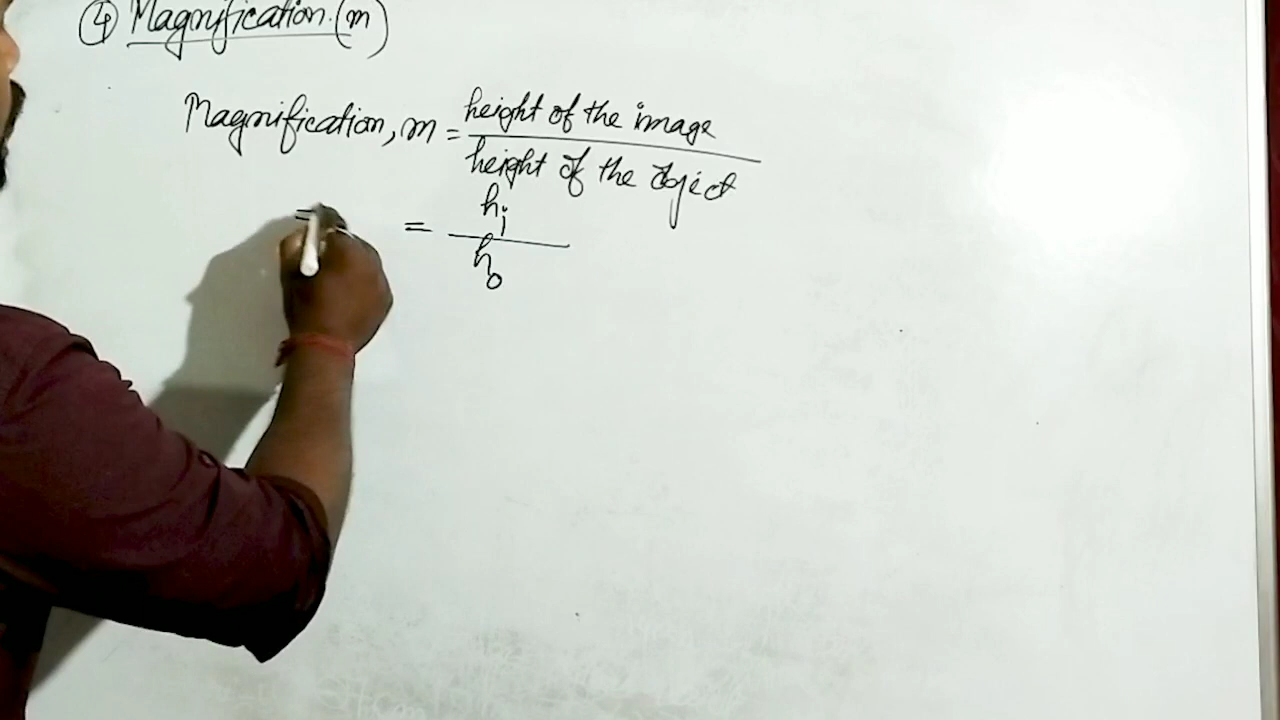 ④ Magnification.(m)
Magnification, m = height of the image
height of the object
= hi
ho